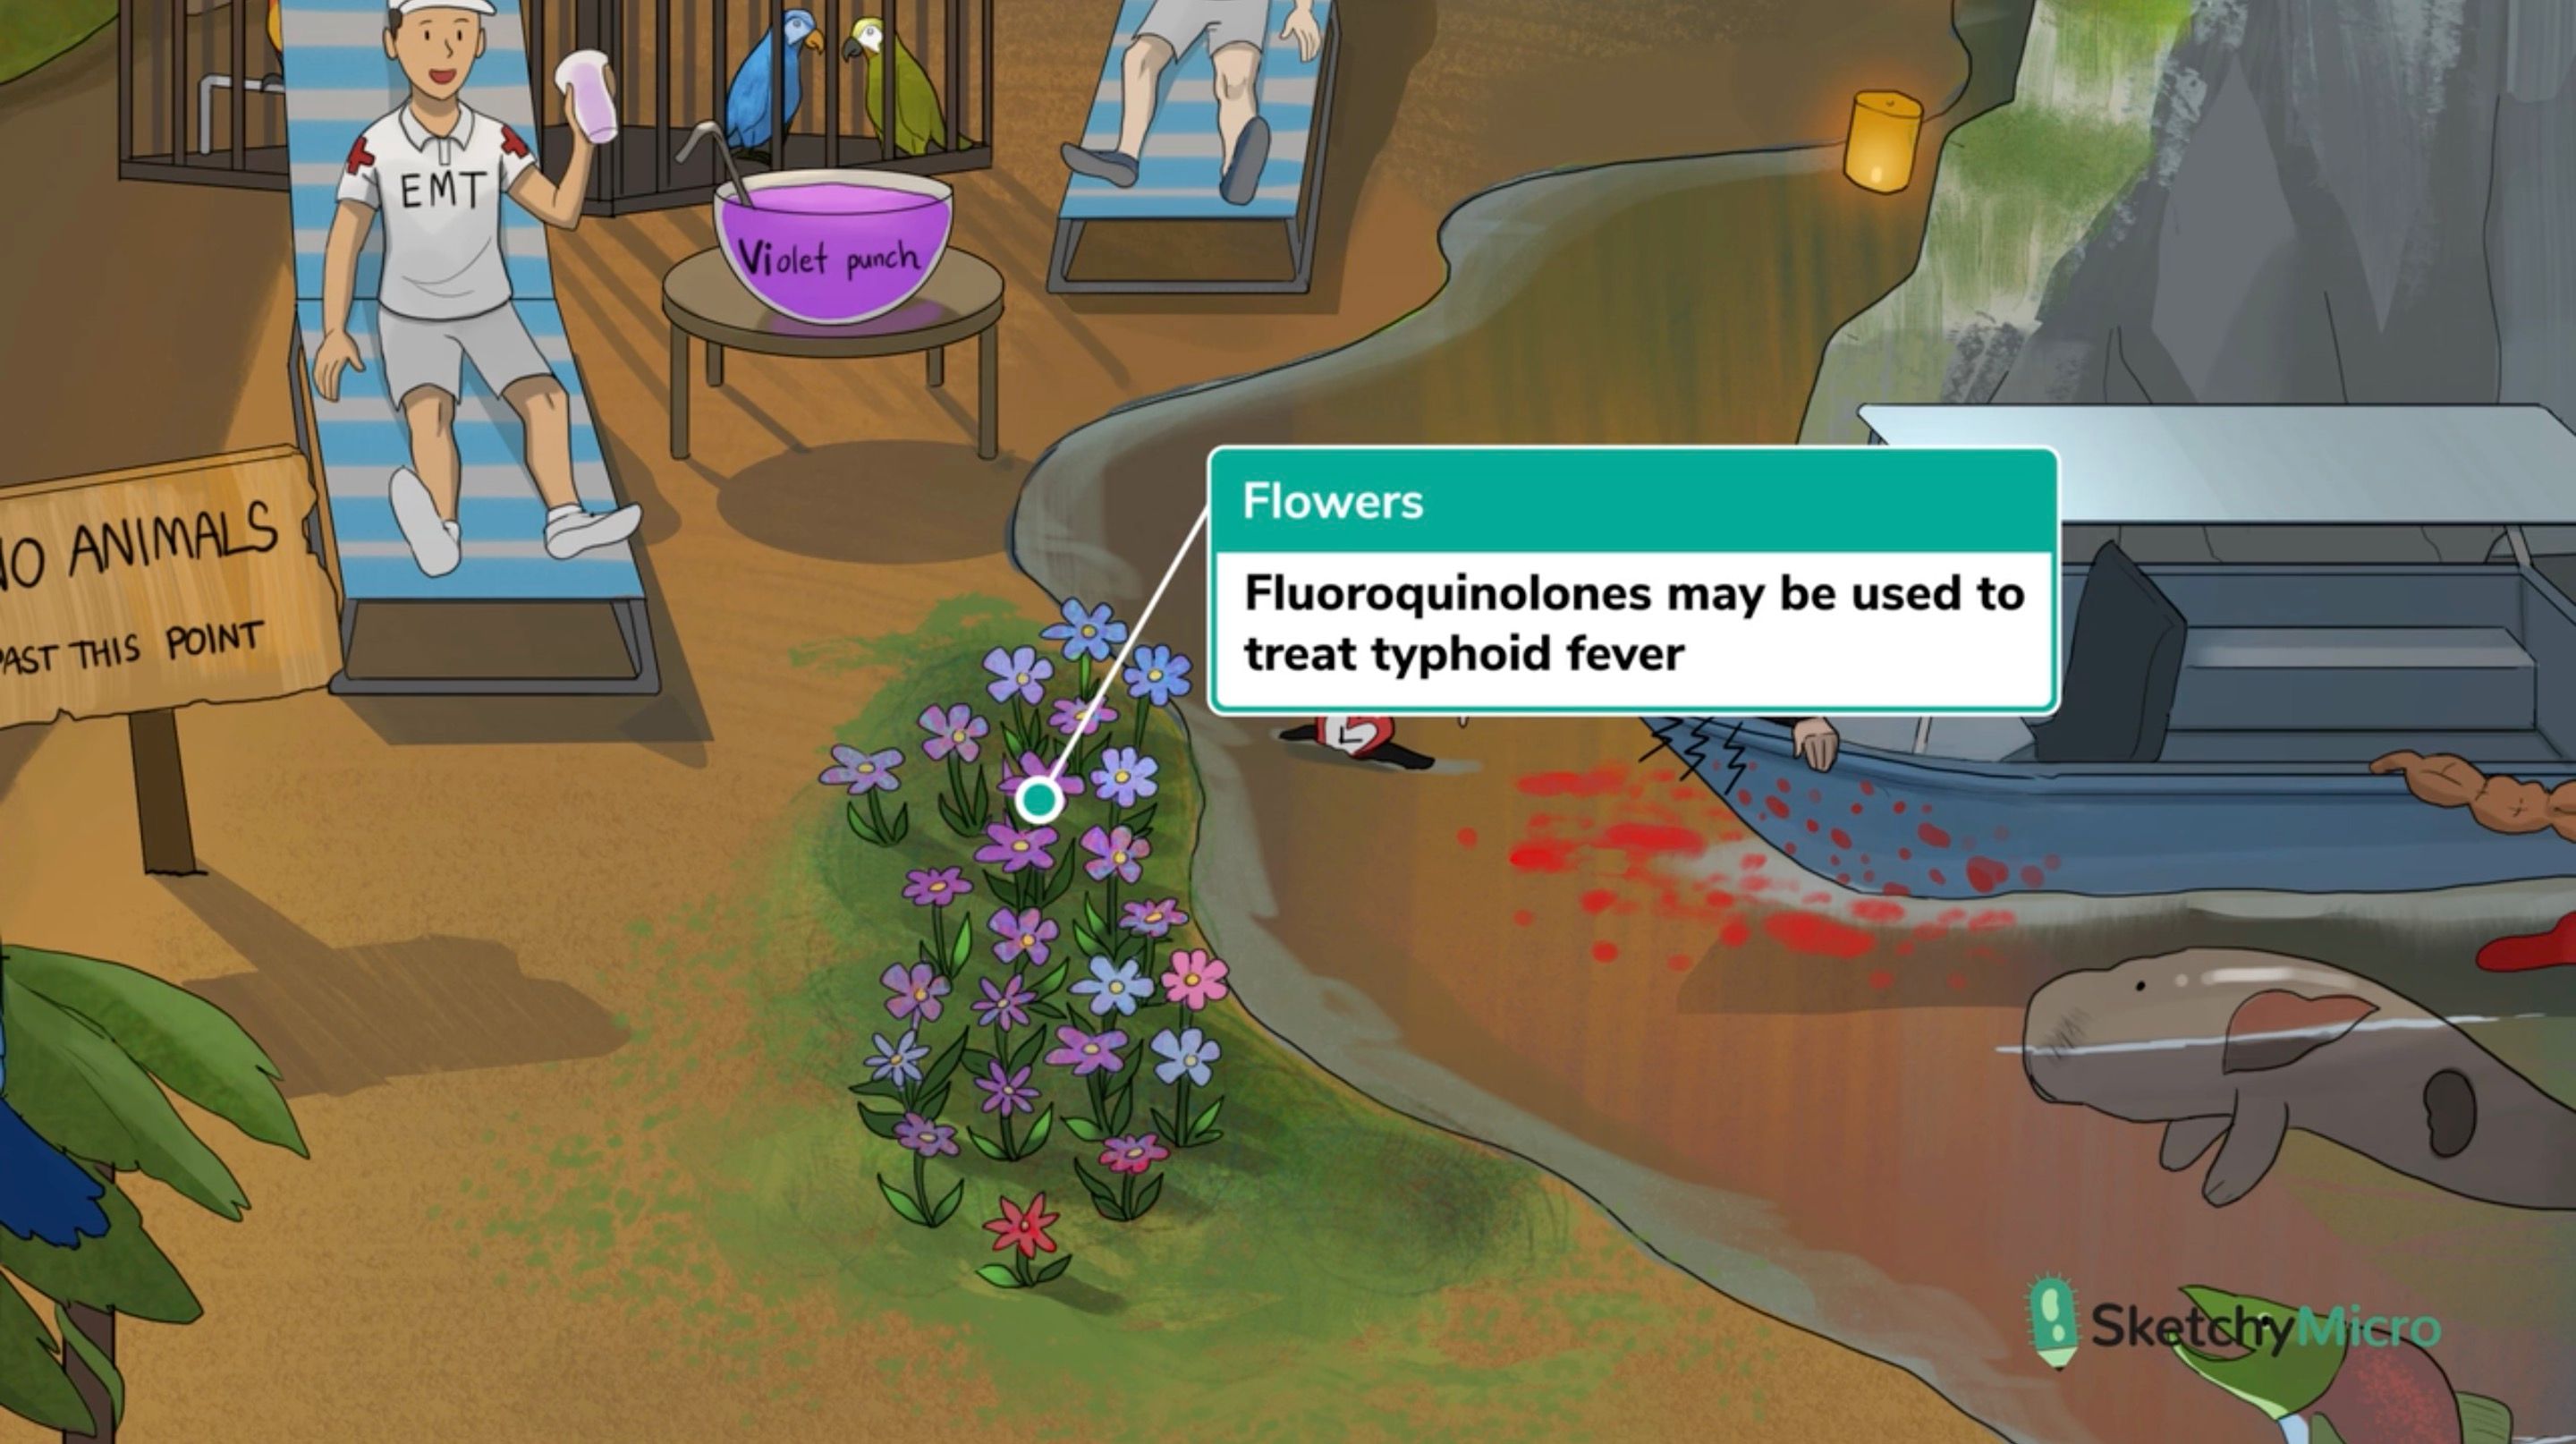 EMT
Violet punch
Flowers
Fluoroquinolones may be used to
treat typhoid fever
NO ANIMALS
PAST THIS POINT
SketchyMicro